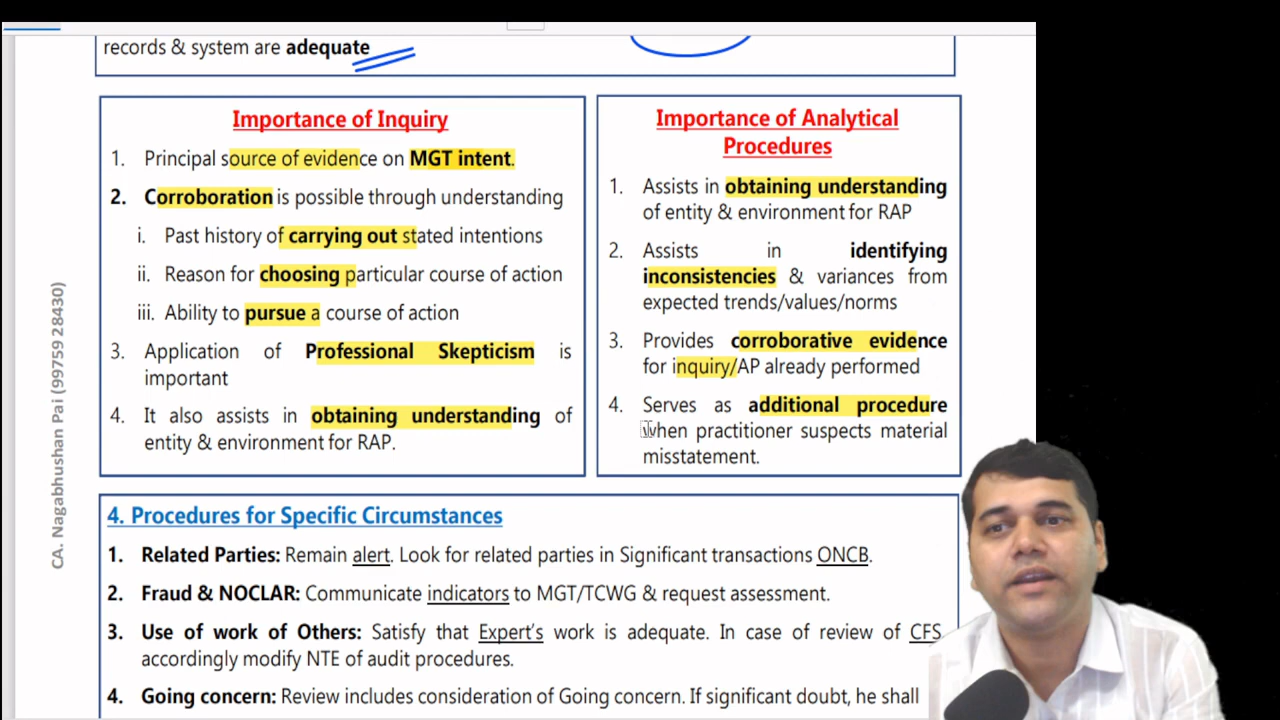 records & system are adequate
Importance of Inquiry
1. Principal source of evidence on MGT intent.
2. Corroboration is possible through understanding
i. Past history of carrying out stated intentions
ii. Reason for choosing particular course of action
iii. Ability to pursue a course of action
3. Application of Professional Skepticism is
important
4. It also assists in obtaining understanding of
entity & environment for RAP.
Importance of Analytical
Procedures
1. Assists in obtaining understanding
of entity & environment for RAP
2. Assists in identifying
inconsistencies & variances from
expected trends/values/norms
3. Provides corroborative evidence
for inquiry/AP already performed
4. Serves as additional procedure
when practitioner suspects material
misstatement.
CA. Nagabhushan Pai (99759 28430)
4. Procedures for Specific Circumstances
1. Related Parties: Remain alert. Look for related parties in Significant transactions ONCB.
2. Fraud & NOCLAR: Communicate indicators to MGT/TCWG & request assessment.
3. Use of work of Others: Satisfy that Expert's work is adequate. In case of review of CFS
accordingly modify NTE of audit procedures.
4. Going concern: Review includes consideration of Going concern. If significant doubt, he shall